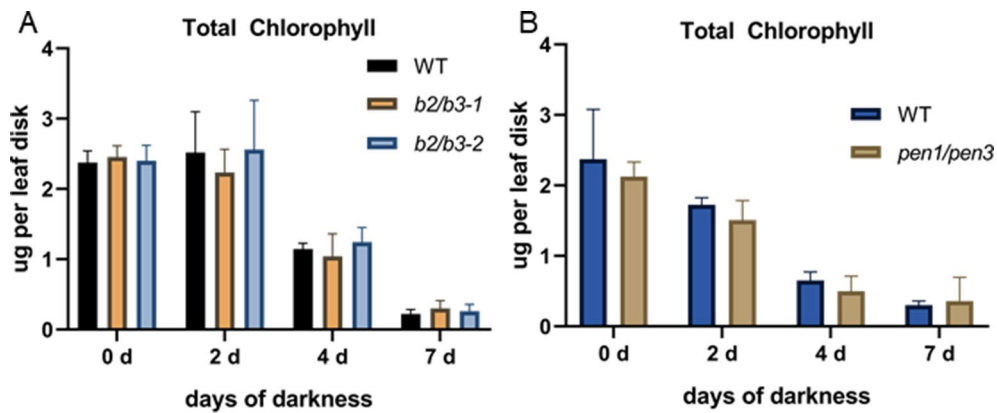 A
Total Chlorophyll
4
3
2
1
0
ug per leaf disk
WT
b2/b3-1
b2/b3-2
0 d
2 d
4 d
7 d
days of darkness
B
Total Chlorophyll
4
3
2
1
0
ug per leaf disk
WT
pen1/pen3
0 d
2 d
4 d
7 d
days of darkness